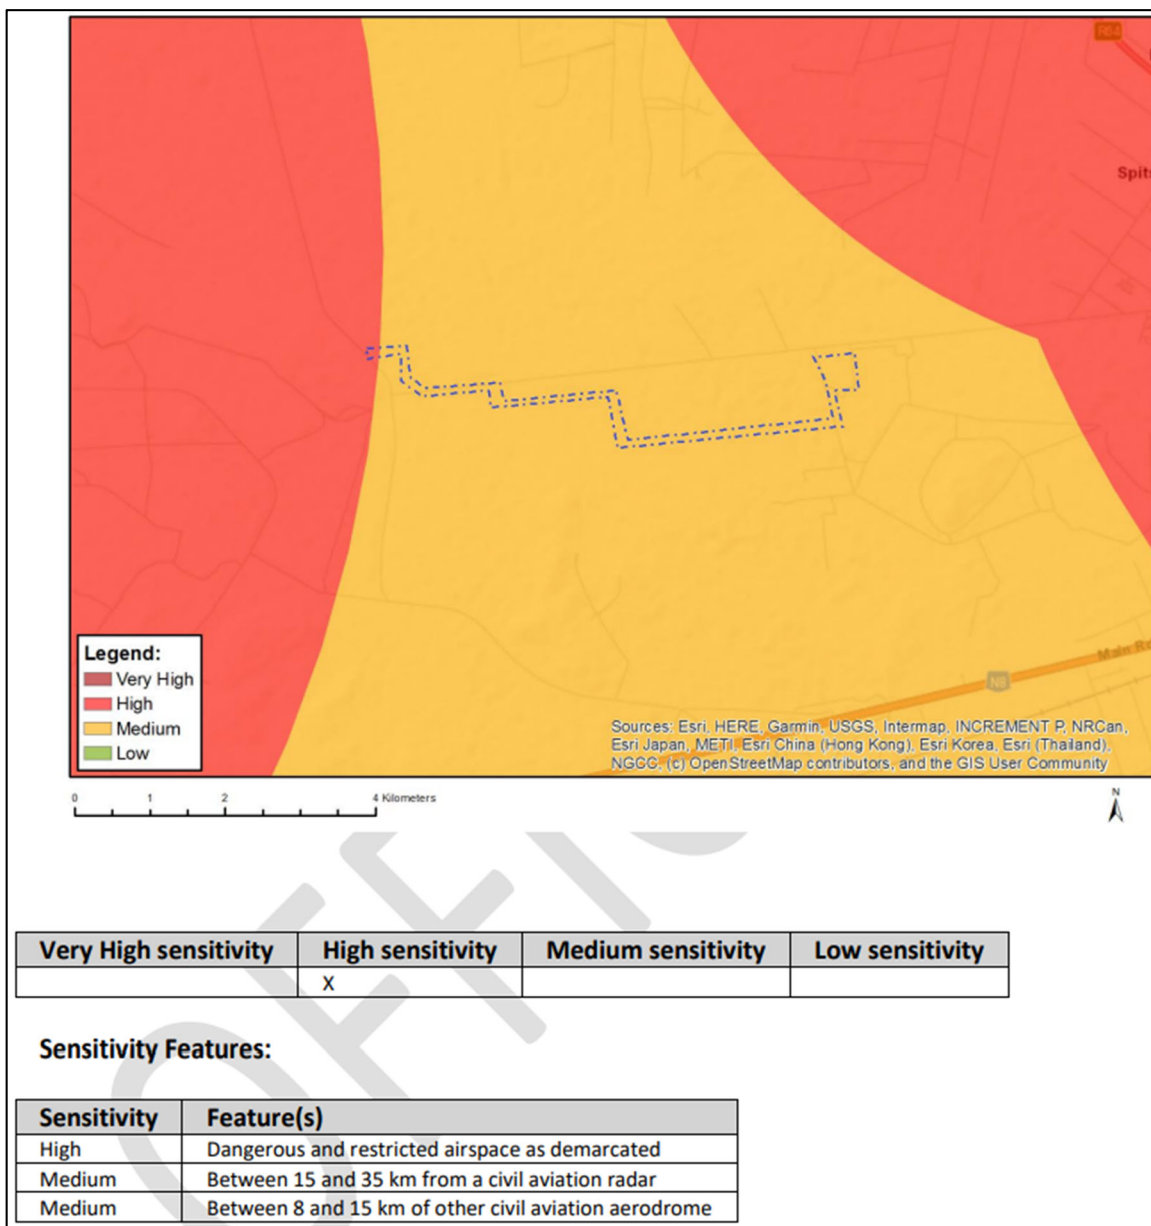 R64
Spits
Legend:
Very High
High
Medium
Low
Main Ro
N8
Sources: Esri, HERE, Garmin, USGS, Intermap, INCREMENT P, NRCan,
Esri Japan, METI, Esri China (Hong Kong), Esri Korea, Esri (Thailand),
NGCC, (c) OpenStreetMap contributors, and the GIS User Community
0 1 2 4 Kilometers
N
Very High sensitivity High sensitivity Medium sensitivity Low sensitivity
X
Sensitivity Features:
Sensitivity Feature(s)
High Dangerous and restricted airspace as demarcated
Medium Between 15 and 35 km from a civil aviation radar
Medium Between 8 and 15 km of other civil aviation aerodrome
OFFIC